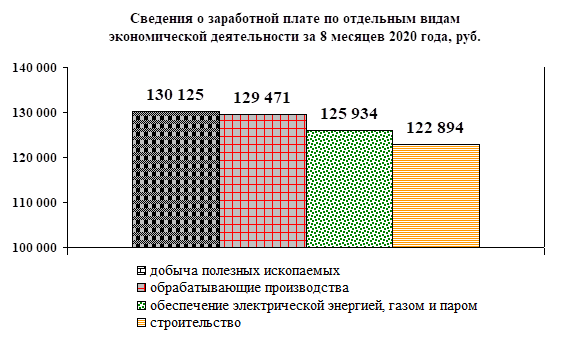 Сведения о заработной плате по отдельным видам
экономической деятельности за 8 месяцев 2020 года, руб.
140 000
130 000
120 000
110 000
100 000
130 125
129 471
125 934
122 894
добыча полезных ископаемых
обрабатывающие производства
обеспечение электрической энергией, газом и паром
строительство